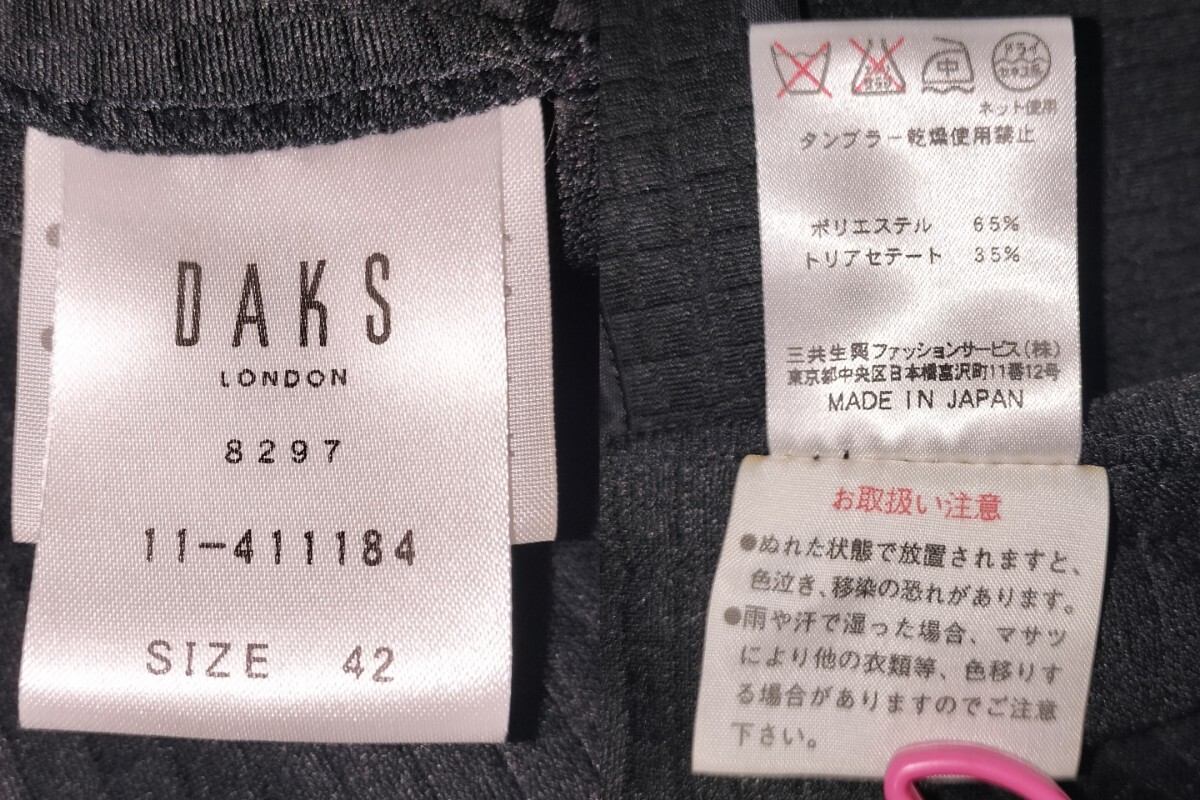 DAKS
LONDON
8297
11-411184
SIZE 42
中
ドライ
セキユ系
ネット使用
タンブラー乾燥使用禁止
ポリエステル 65%
トリアセテート 35%
三共生興ファッションサービス(株)
東京都中央区日本橋富沢町11番12号
MADE IN JAPAN
お取扱い注意
●ぬれた状態で放置されますと、
色泣き、移染の恐れがあります。
●雨や汗で湿った場合、マサツ
により他の衣類等、色移りす
る場合がありますのでご注意
下さい。